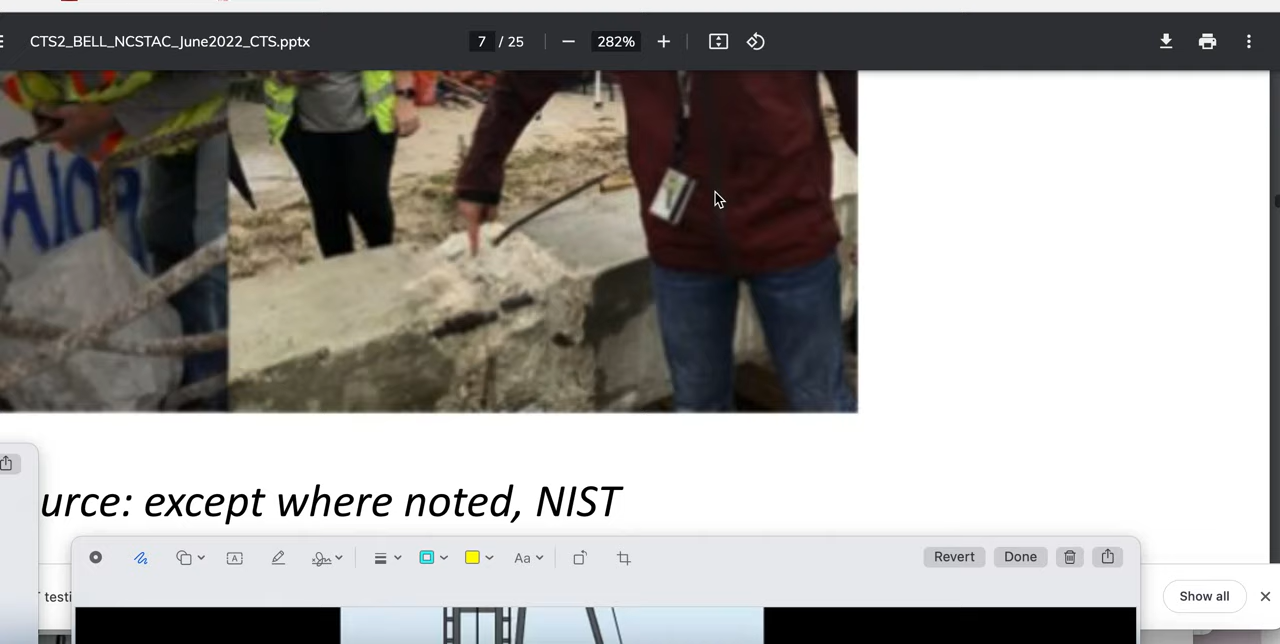 CTS2_BELL_NCSTAC_June2022_CTS.pptx
7 / 25
282%
urce: except where noted, NIST
A
Aa
Revert
Done
testi
Show all